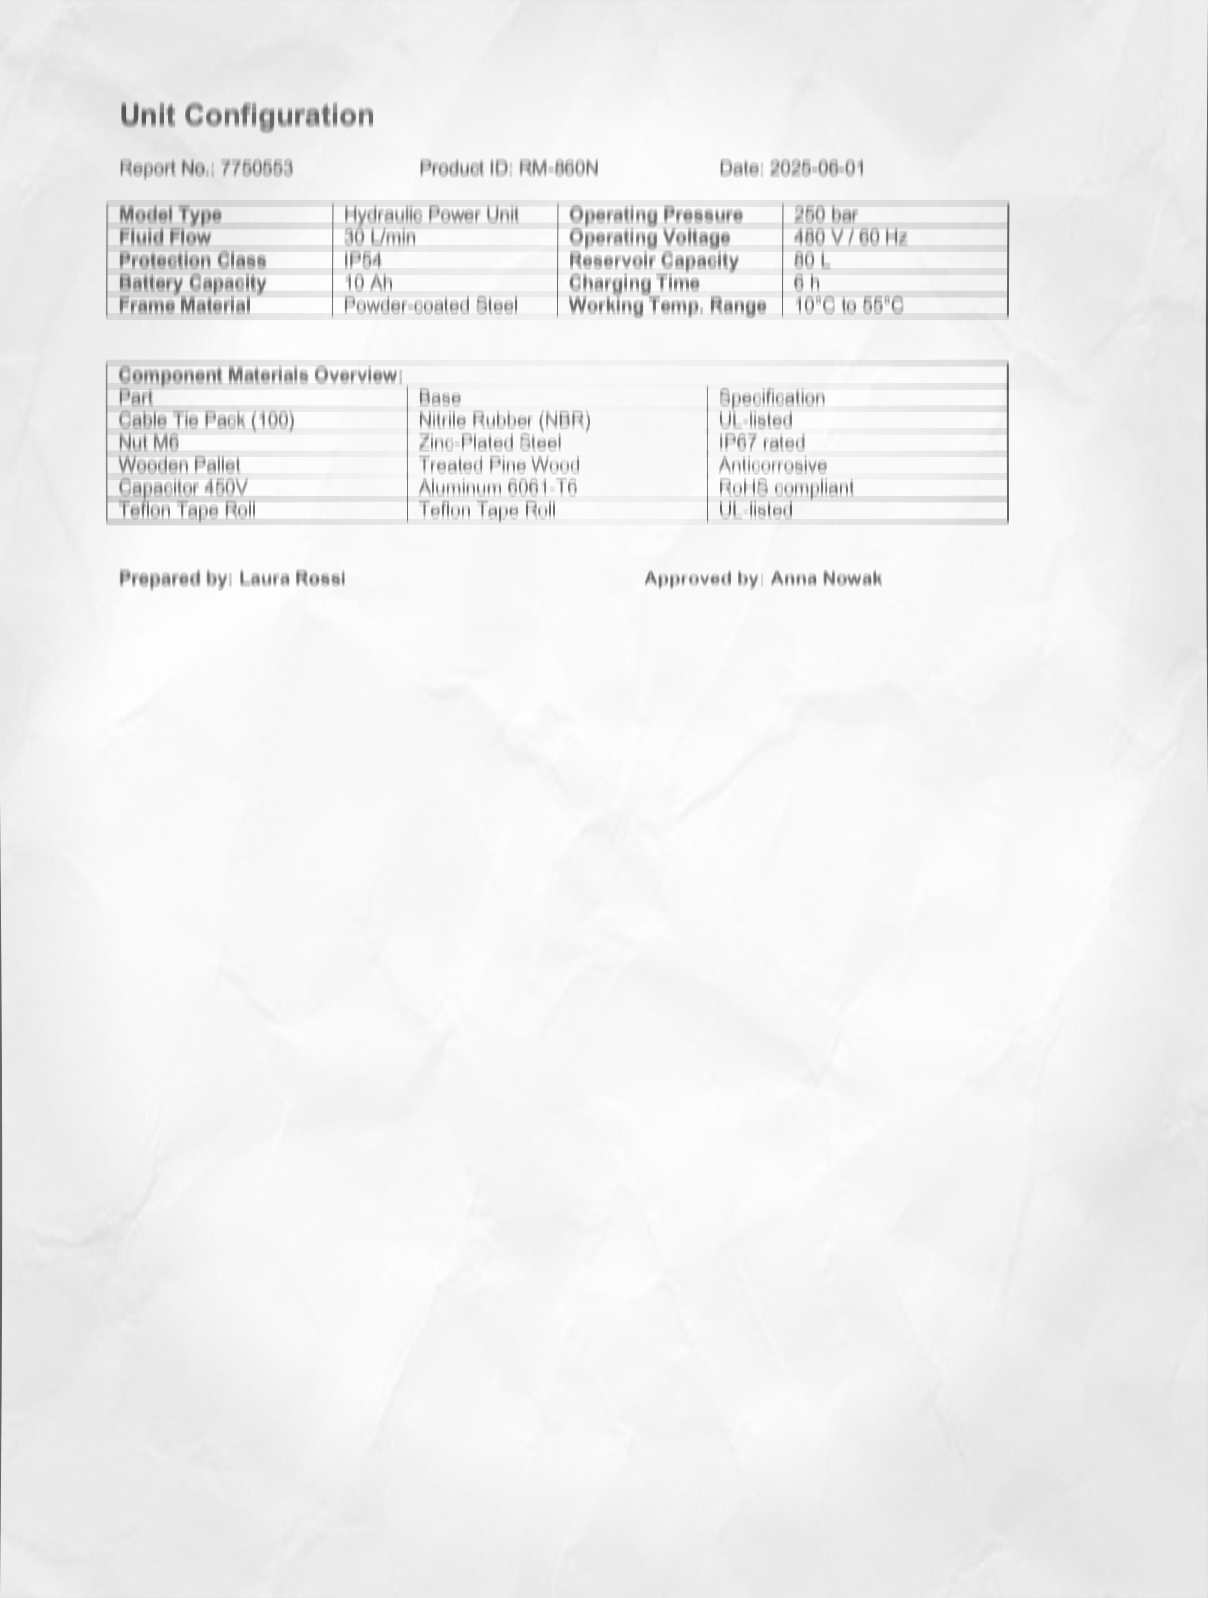 Unit Configuration
Report No.: 7750553 Product ID: RM-860N Date: 2025-06-01
Model Type Hydraulic Power Unit Operating Pressure 250 bar
Fluid Flow 30 L/min Operating Voltage 480 V / 60 Hz
Protection Class IP54 Reservoir Capacity 80 L
Battery Capacity 10 Ah Charging Time 6 h
Frame Material Powder-coated Steel Working Temp. Range 10°C to 55°C
Component Materials Overview:
Part Base Specification
Cable Tie Pack (100) Nitrile Rubber (NBR) UL-listed
Nut M6 Zinc-Plated Steel IP67 rated
Wooden Pallet Treated Pine Wood Anticorrosive
Capacitor 450V Aluminum 6061-T6 RoHS compliant
Teflon Tape Roll Teflon Tape Roll UL-listed
Prepared by: Laura Rossi Approved by: Anna Nowak